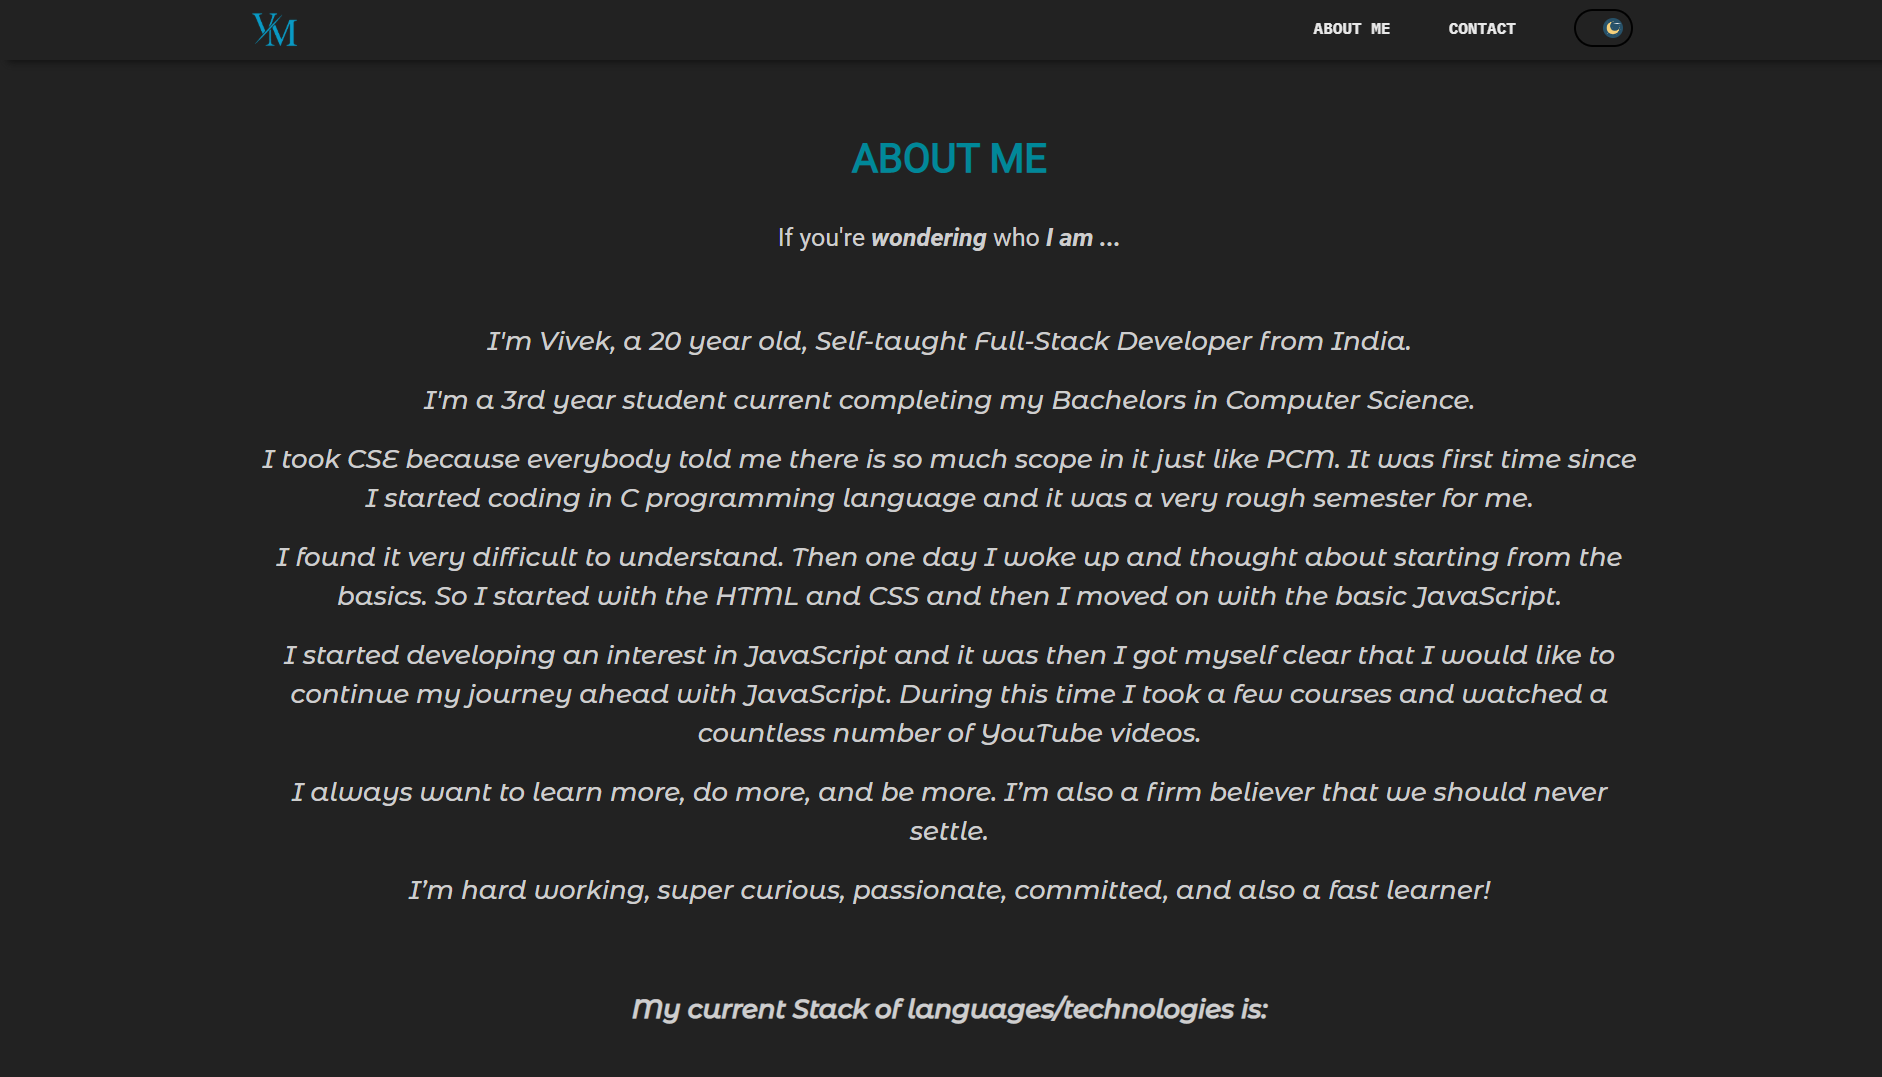 VM
ABOUT ME
CONTACT
ABOUT ME
If you're wondering who I am ...
I'm Vivek, a 20 year old, Self-taught Full-Stack Developer from India.
I'm a 3rd year student current completing my Bachelors in Computer Science.
I took CSE because everybody told me there is so much scope in it just like PCM. It was first time since
I started coding in C programming language and it was a very rough semester for me.
I found it very difficult to understand. Then one day I woke up and thought about starting from the
basics. So I started with the HTML and CSS and then I moved on with the basic JavaScript.
I started developing an interest in JavaScript and it was then I got myself clear that I would like to
continue my journey ahead with JavaScript. During this time I took a few courses and watched a
countless number of YouTube videos.
I always want to learn more, do more, and be more. I’m also a firm believer that we should never
settle.
I’m hard working, super curious, passionate, committed, and also a fast learner!
My current Stack of languages/technologies is: